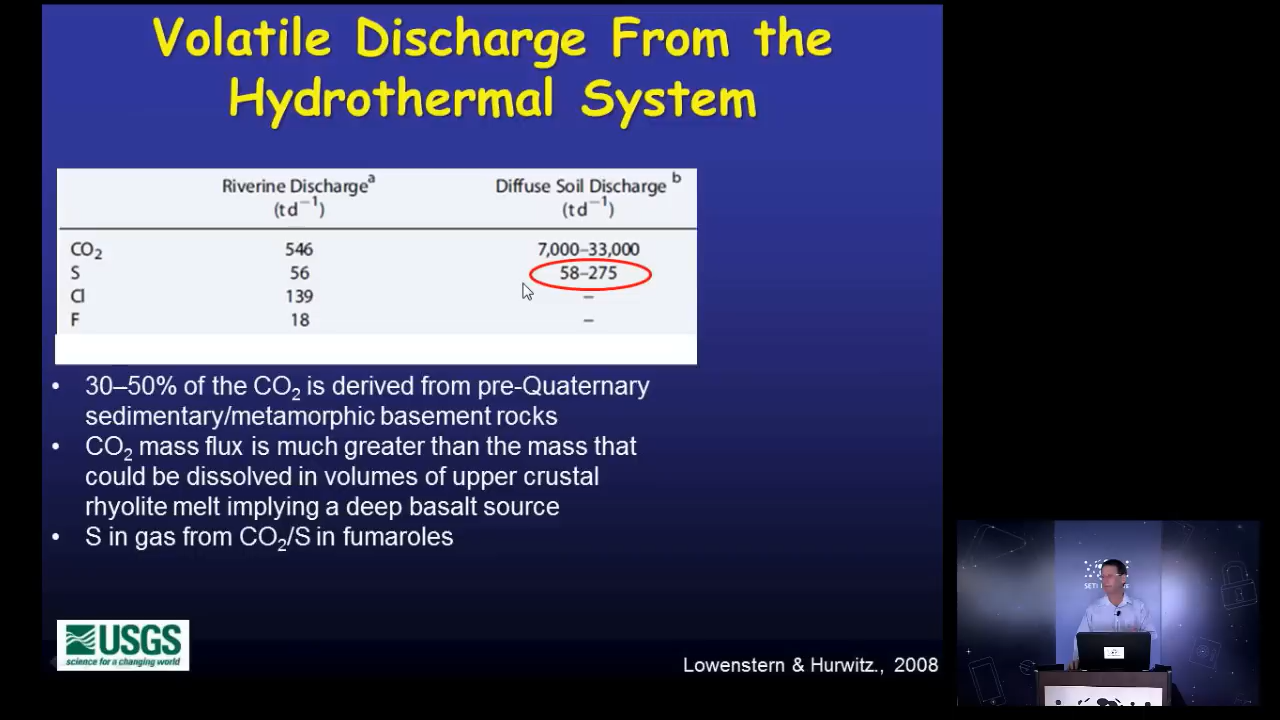 Volatile Discharge From the
Hydrothermal System
Riverine Dischargeᵃ Diffuse Soil Discharge ᵇ
(t d⁻¹) (t d⁻¹)
CO₂ 546 7,000–33,000
S 56 58–275
Cl 139 –
F 18 –
• 30–50% of the CO₂ is derived from pre-Quaternary
sedimentary/metamorphic basement rocks
• CO₂ mass flux is much greater than the mass that
could be dissolved in volumes of upper crustal
rhyolite melt implying a deep basalt source
• S in gas from CO₂/S in fumaroles
USGS
science for a changing world
Lowenstern & Hurwitz., 2008